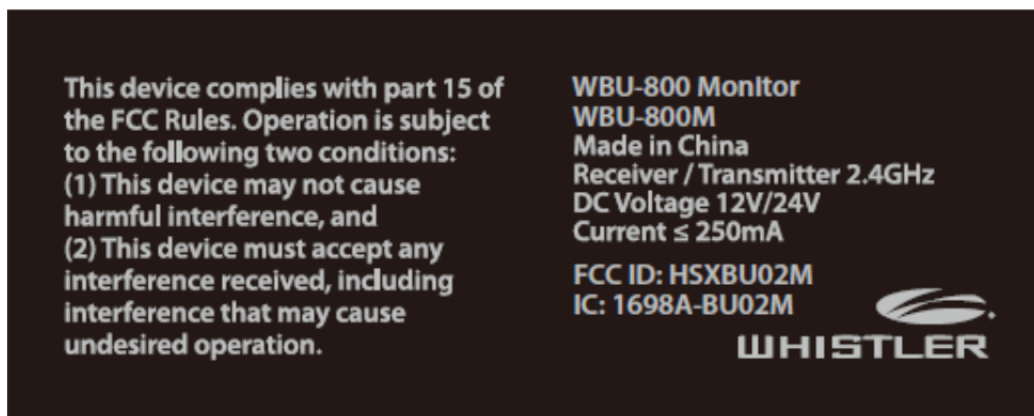 This device complies with part 15 of
the FCC Rules. Operation is subject
to the following two conditions:
(1) This device may not cause
harmful interference, and
(2) This device must accept any
interference received, including
interference that may cause
undesired operation.
WBU-800 Monitor
WBU-800M
Made in China
Receiver / Transmitter 2.4GHz
DC Voltage 12V/24V
Current ≤ 250mA
FCC ID: HSXBU02M
IC: 1698A-BU02M
WHISTLER